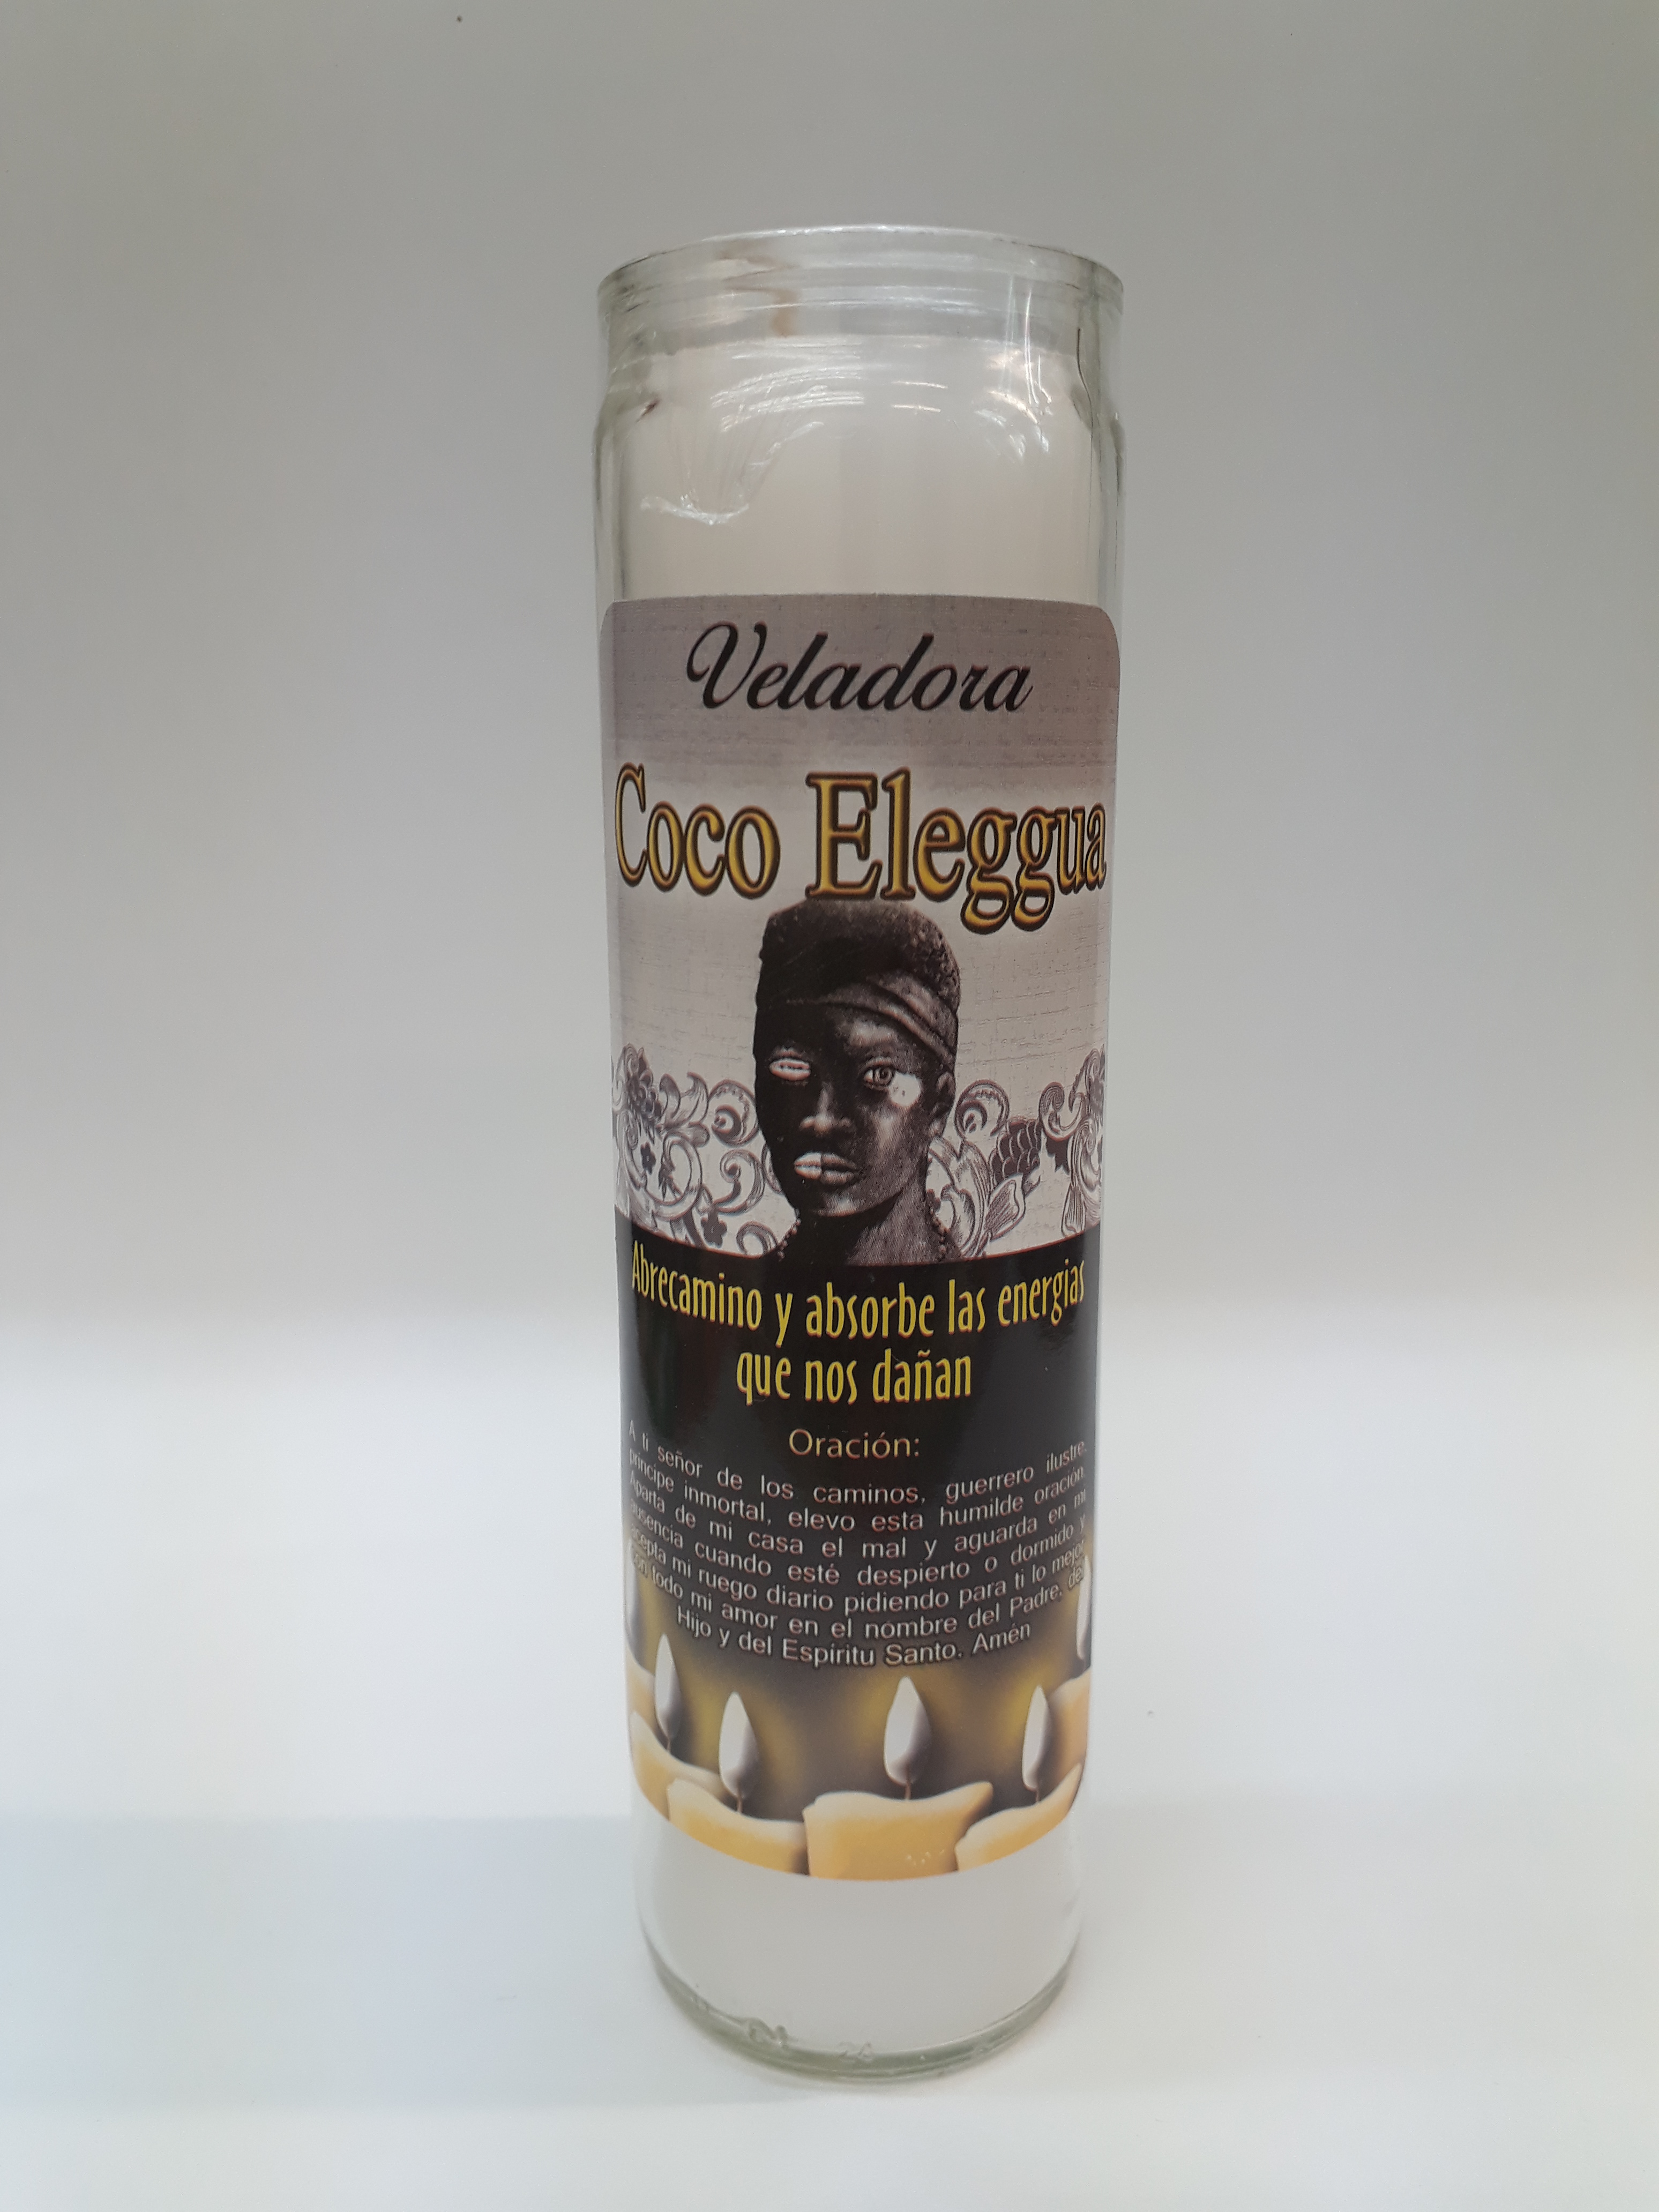 Veladora
Coco Eleggua
Abrecamino y absorbe las energias
que nos dañan
Oración:
A ti señor de los caminos, guerrero ilustre,
principe inmortal, elevo esta humilde oración.
Aparta de mi casa el mal y aguarda en mi
ausencia cuando esté despierto o dormido y
acepta mi ruego diario pidiendo para ti lo mejor
con todo mi amor en el nombre del Padre, del
Hijo y del Espíritu Santo. Amén
24